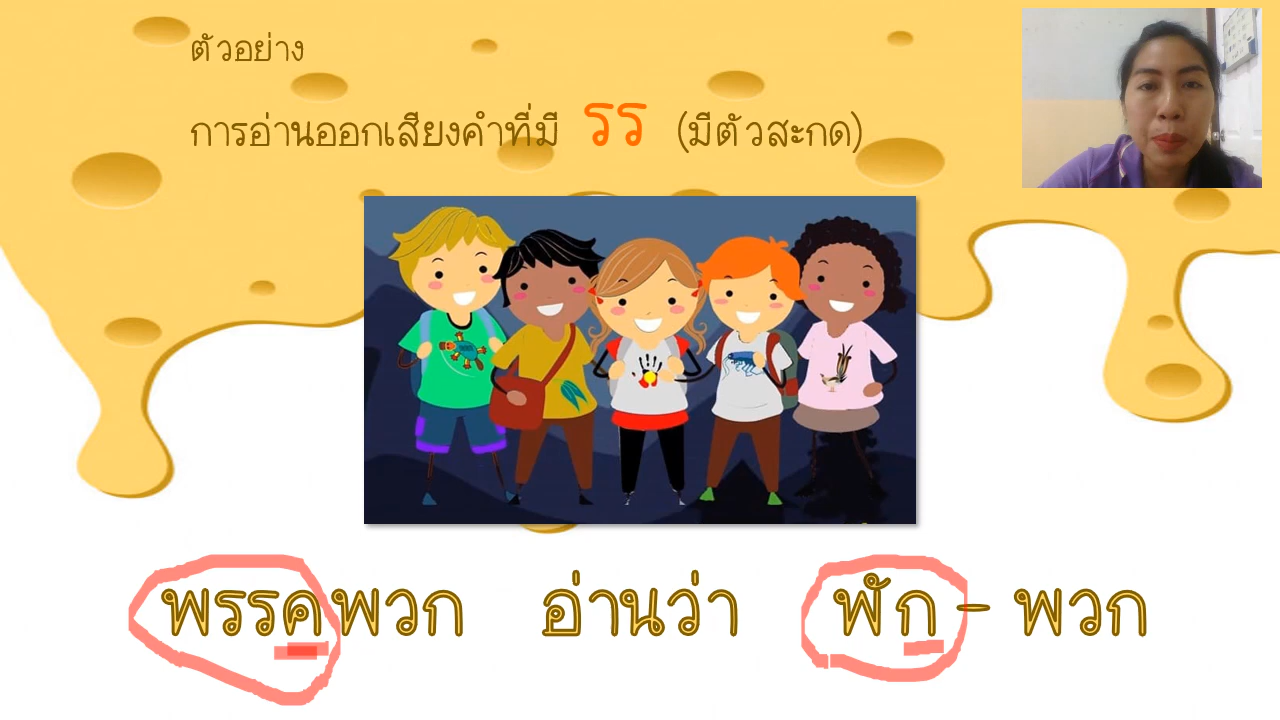 ตัวอย่าง
การอ่านออกเสียงคำที่มี รร (มีตัวสะกด)
พรรคพวก อ่านว่า พัก - พวก